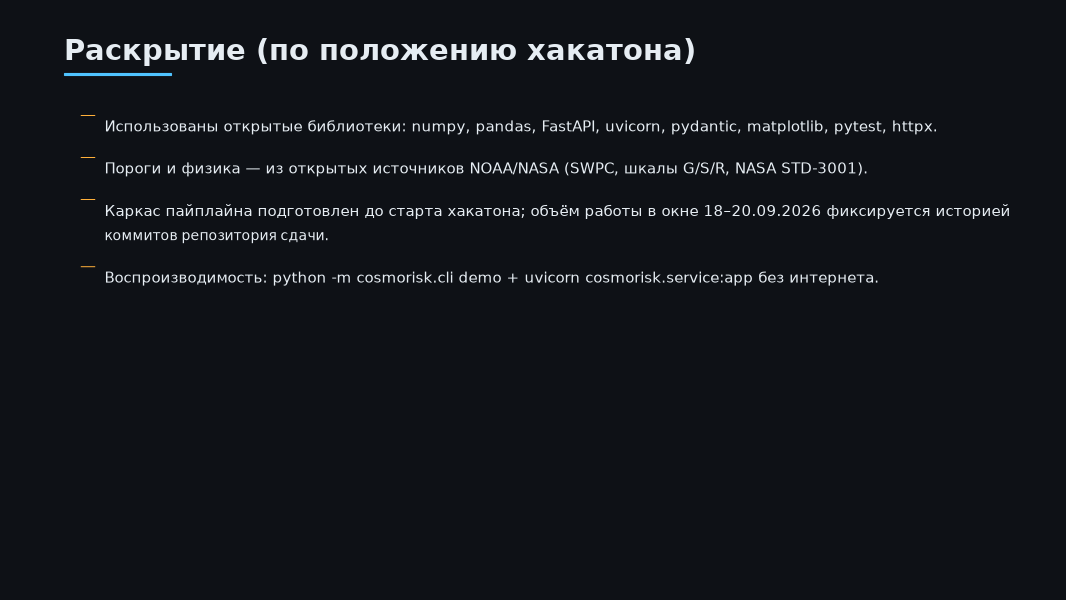 Раскрытие (по положению хакатона)
— Использованы открытые библиотеки: numpy, pandas, FastAPI, uvicorn, pydantic, matplotlib, pytest, httpx.
— Пороги и физика — из открытых источников NOAA/NASA (SWPC, шкалы G/S/R, NASA STD-3001).
— Каркас пайплайна подготовлен до старта хакатона; объём работы в окне 18–20.09.2026 фиксируется историей
коммитов репозитория сдачи.
— Воспроизводимость: python -m cosmorisk.cli demo + uvicorn cosmorisk.service:app без интернета.